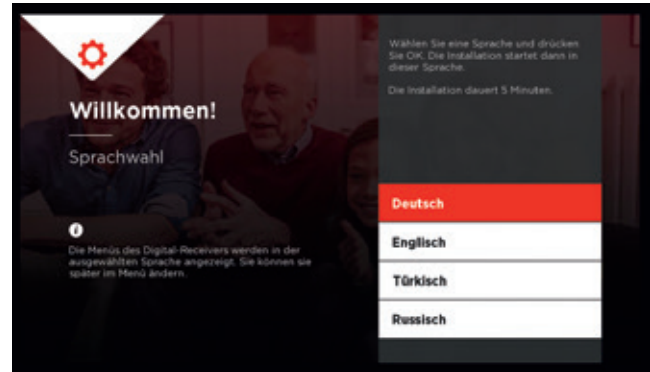 Willkommen!
Sprachwahl
i
Die Menüs des Digital-Receivers werden in der
ausgewählten Sprache angezeigt. Sie können sie
später im Menü ändern.
Wählen Sie eine Sprache und drücken
Sie OK. Die Installation startet dann in
dieser Sprache.
Die Installation dauert 5 Minuten.
Deutsch
Englisch
Türkisch
Russisch